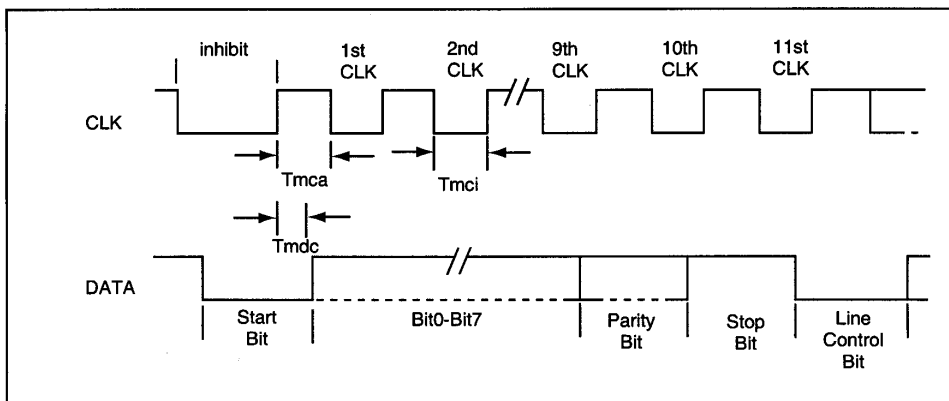 inhibit
1st
CLK
2nd
CLK
9th
CLK
10th
CLK
11st
CLK
CLK
Tmca
Tmci
Tmdc
DATA
Start
Bit
Bit0-Bit7
Parity
Bit
Stop
Bit
Line
Control
Bit